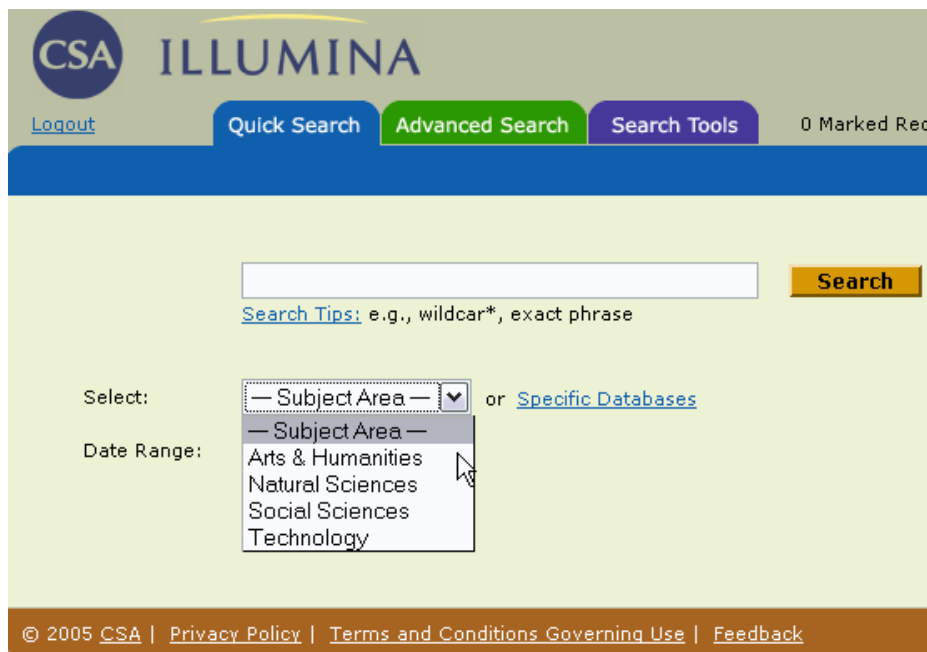 CSA ILLUMINA
Logout Quick Search Advanced Search Search Tools 0 Marked Rec
Search
Search Tips: e.g., wildcar*, exact phrase
Select: — Subject Area — or Specific Databases
— Subject Area —
Date Range:
Arts & Humanities
Natural Sciences
Social Sciences
Technology
© 2005 CSA | Privacy Policy | Terms and Conditions Governing Use | Feedback